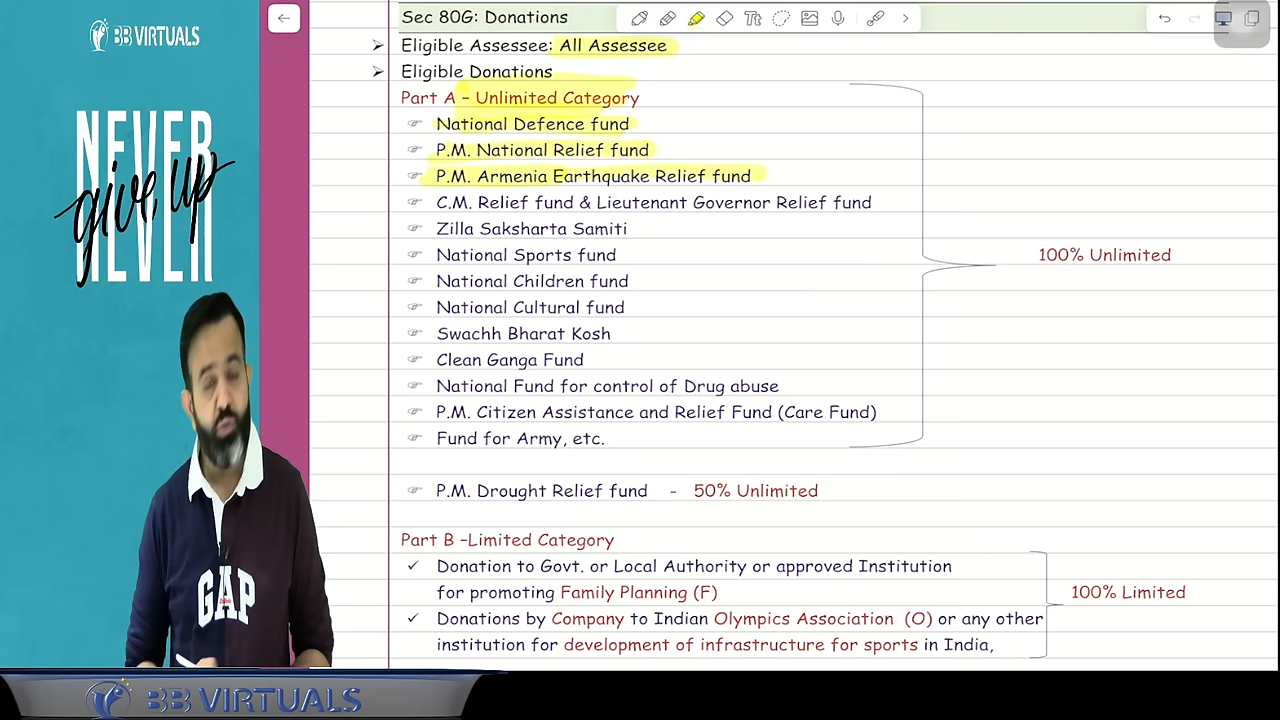 BB VIRTUALS
NEVER
give up
NEVER
GAP
Sec 80G: Donations
Tt
➢ Eligible Assessee: All Assessee
➢ Eligible Donations
Part A – Unlimited Category
☞ National Defence fund
☞ P.M. National Relief fund
☞ P.M. Armenia Earthquake Relief fund
☞ C.M. Relief fund & Lieutenant Governor Relief fund
☞ Zilla Saksharta Samiti
☞ National Sports fund
100% Unlimited
☞ National Children fund
☞ National Cultural fund
☞ Swachh Bharat Kosh
☞ Clean Ganga Fund
☞ National Fund for control of Drug abuse
☞ P.M. Citizen Assistance and Relief Fund (Care Fund)
☞ Fund for Army, etc.
☞ P.M. Drought Relief fund - 50% Unlimited
Part B –Limited Category
✓ Donation to Govt. or Local Authority or approved Institution
for promoting Family Planning (F)
100% Limited
✓ Donations by Company to Indian Olympics Association (O) or any other
institution for development of infrastructure for sports in India,
BB VIRTUALS